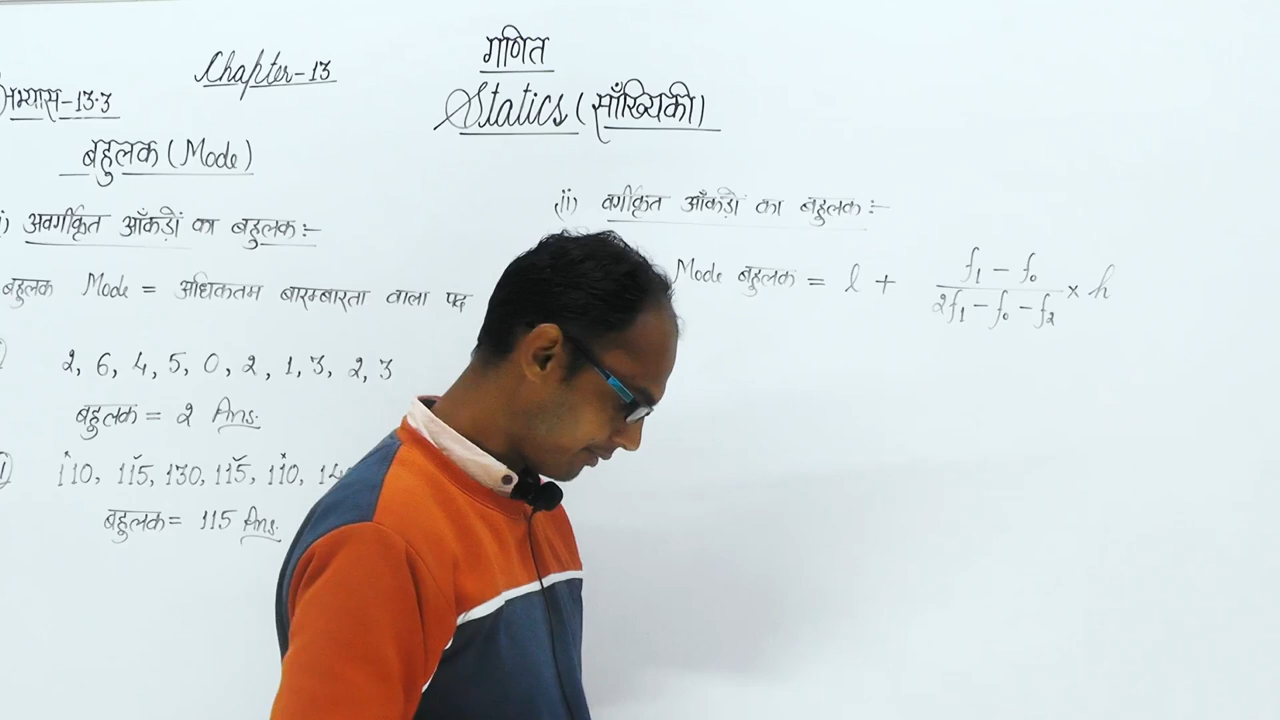 गणित
Chapter-13
Statics (साँख्यिकी)
अभ्यास-13.3
बहुलक (Mode)
अवर्गीकृत आँकड़ों का बहुलक :-
बहुलक Mode = अधिकतम बारम्बारता वाला पद
2, 6, 4, 5, 0, 2, 1, 3, 2, 3
बहुलक = 2 Ans.
110, 115, 130, 115, 110,
बहुलक = 115 Ans.
(ii) वर्गीकृत आँकड़ों का बहुलक :-
Mode बहुलक = l + (f₁ - f₀)/(2f₁ - f₀ - f₂) × h